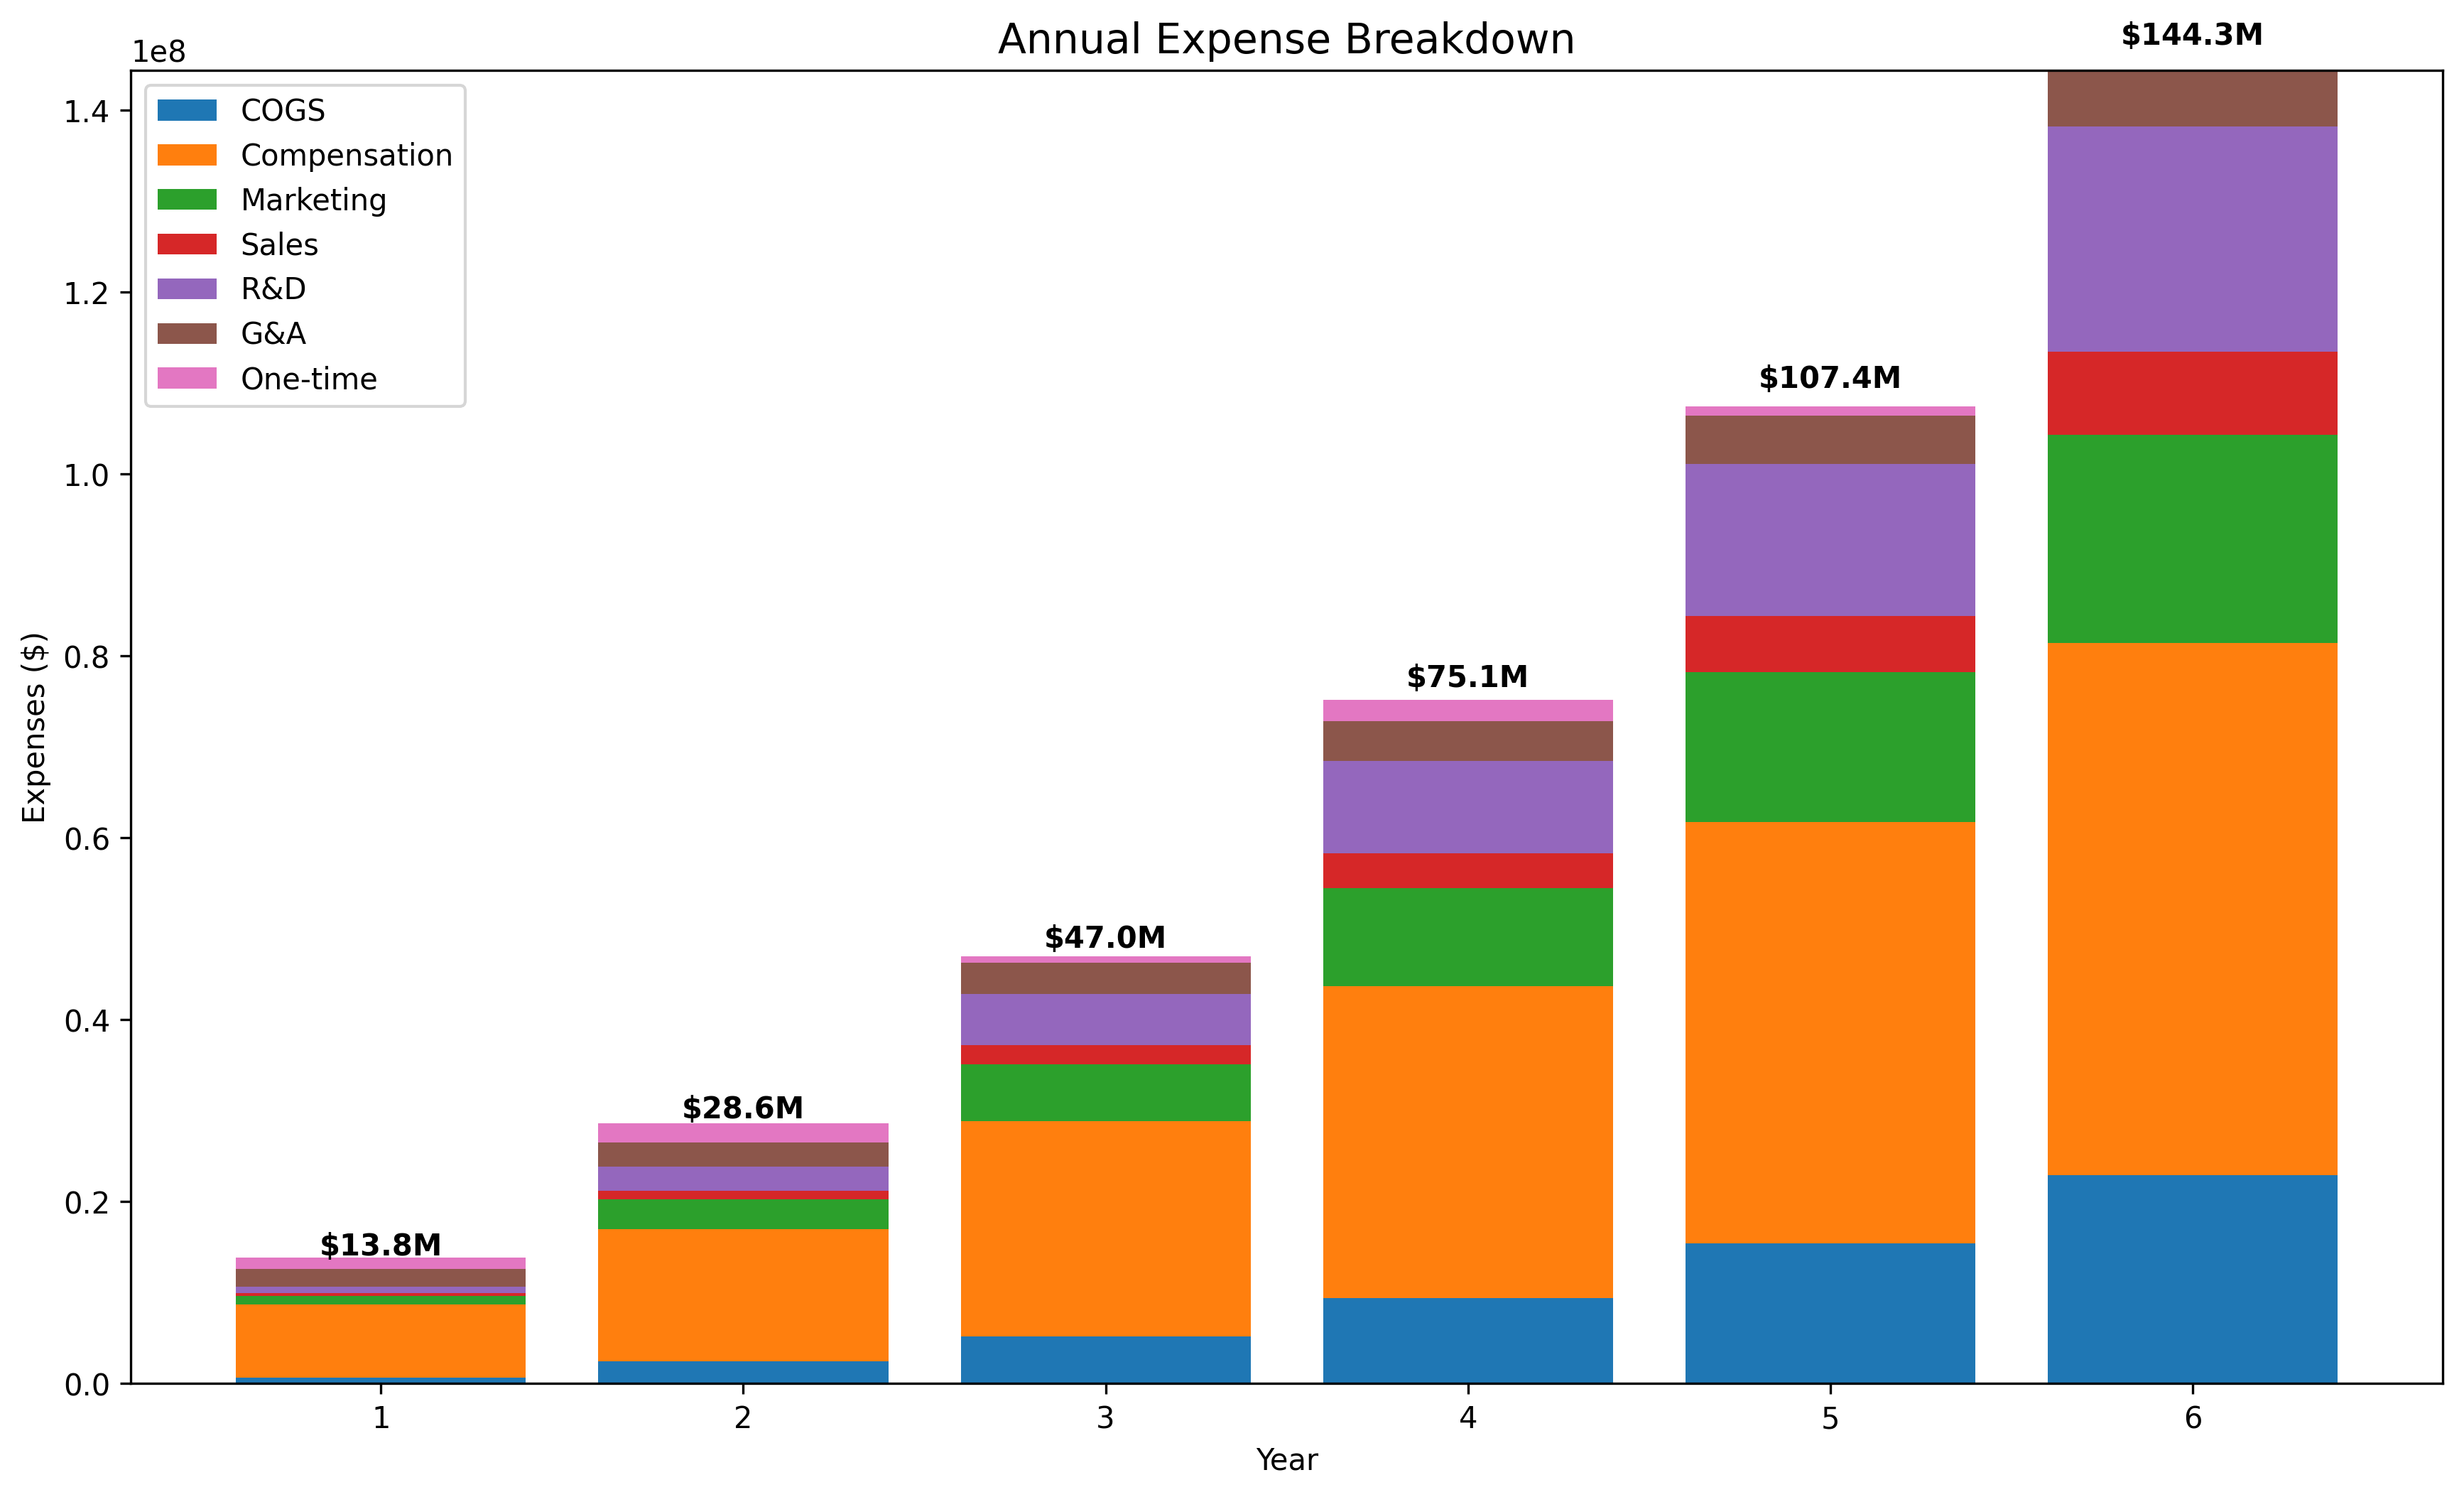 Annual Expense Breakdown
1e8
$144.3M
1.4
1.2
1.0
0.8
0.6
0.4
0.2
0.0
Expenses ($)
COGS
Compensation
Marketing
Sales
R&D
G&A
One-time
$13.8M
$28.6M
$47.0M
$75.1M
$107.4M
1 2 3 4 5 6
Year